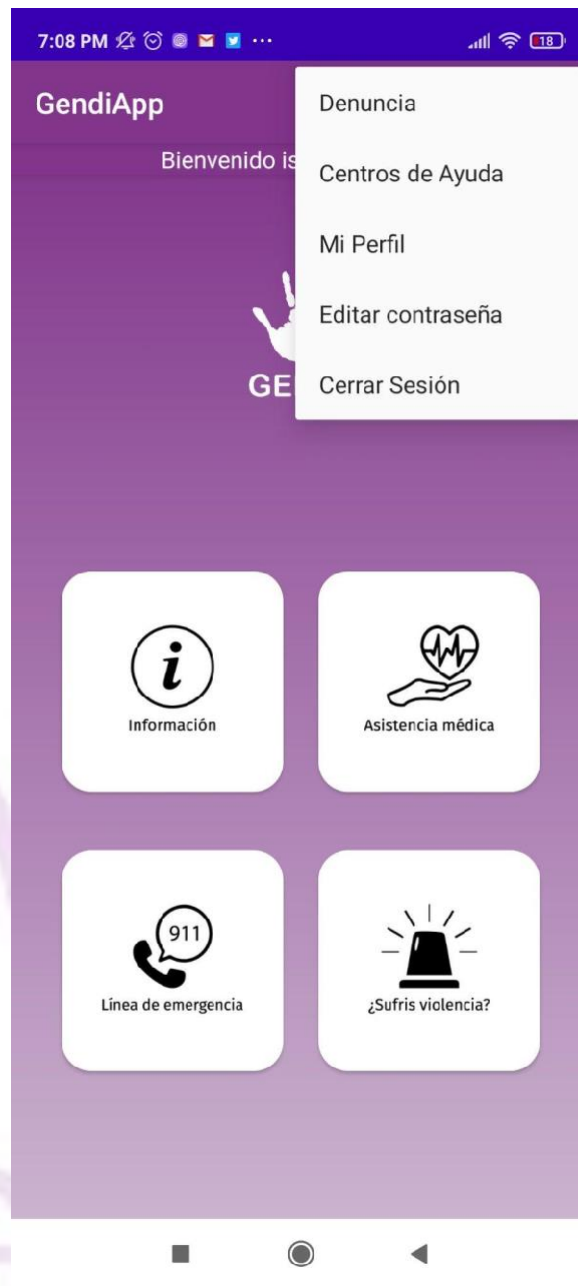 7:08 PM
18
GendiApp
Denuncia
Bienvenido
Centros de Ayuda
Mi Perfil
Editar contraseña
GE
Cerrar Sesión
Información
Asistencia médica
911
Línea de emergencia
¿Sufris violencia?